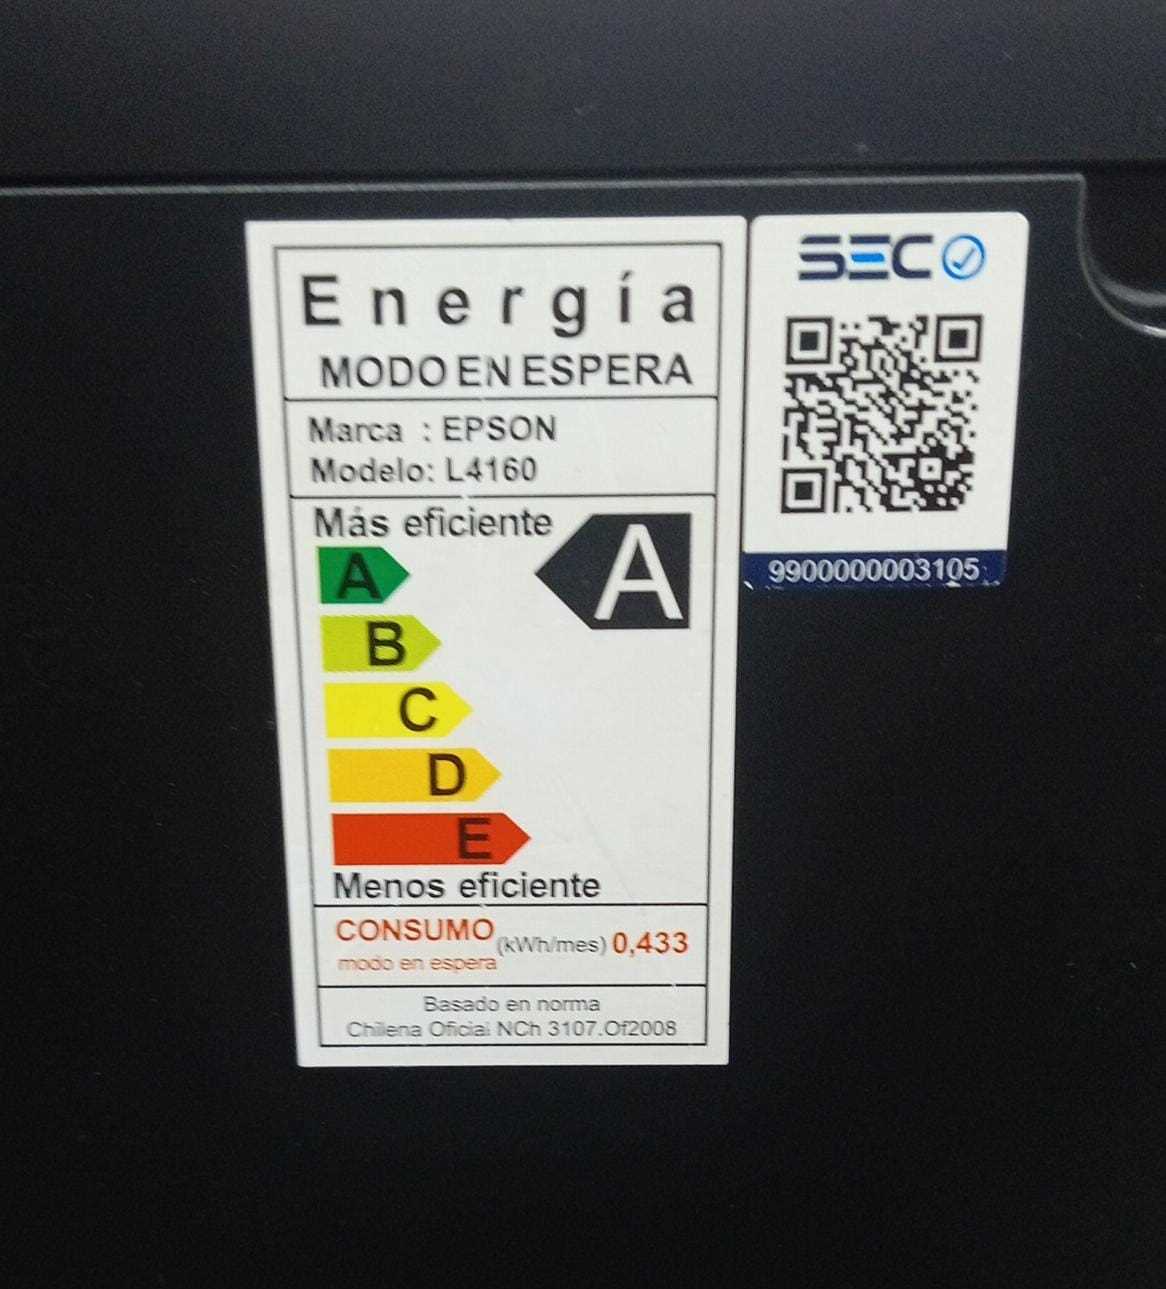 Energía
MODO EN ESPERA
Marca : EPSON
Modelo: L4160
Más eficiente
A
A
B
C
D
E
Menos eficiente
CONSUMO (kWh/mes) 0,433
modo en espera
Basado en norma
Chilena Oficial NCh 3107.Of2008
SEC
9900000003105